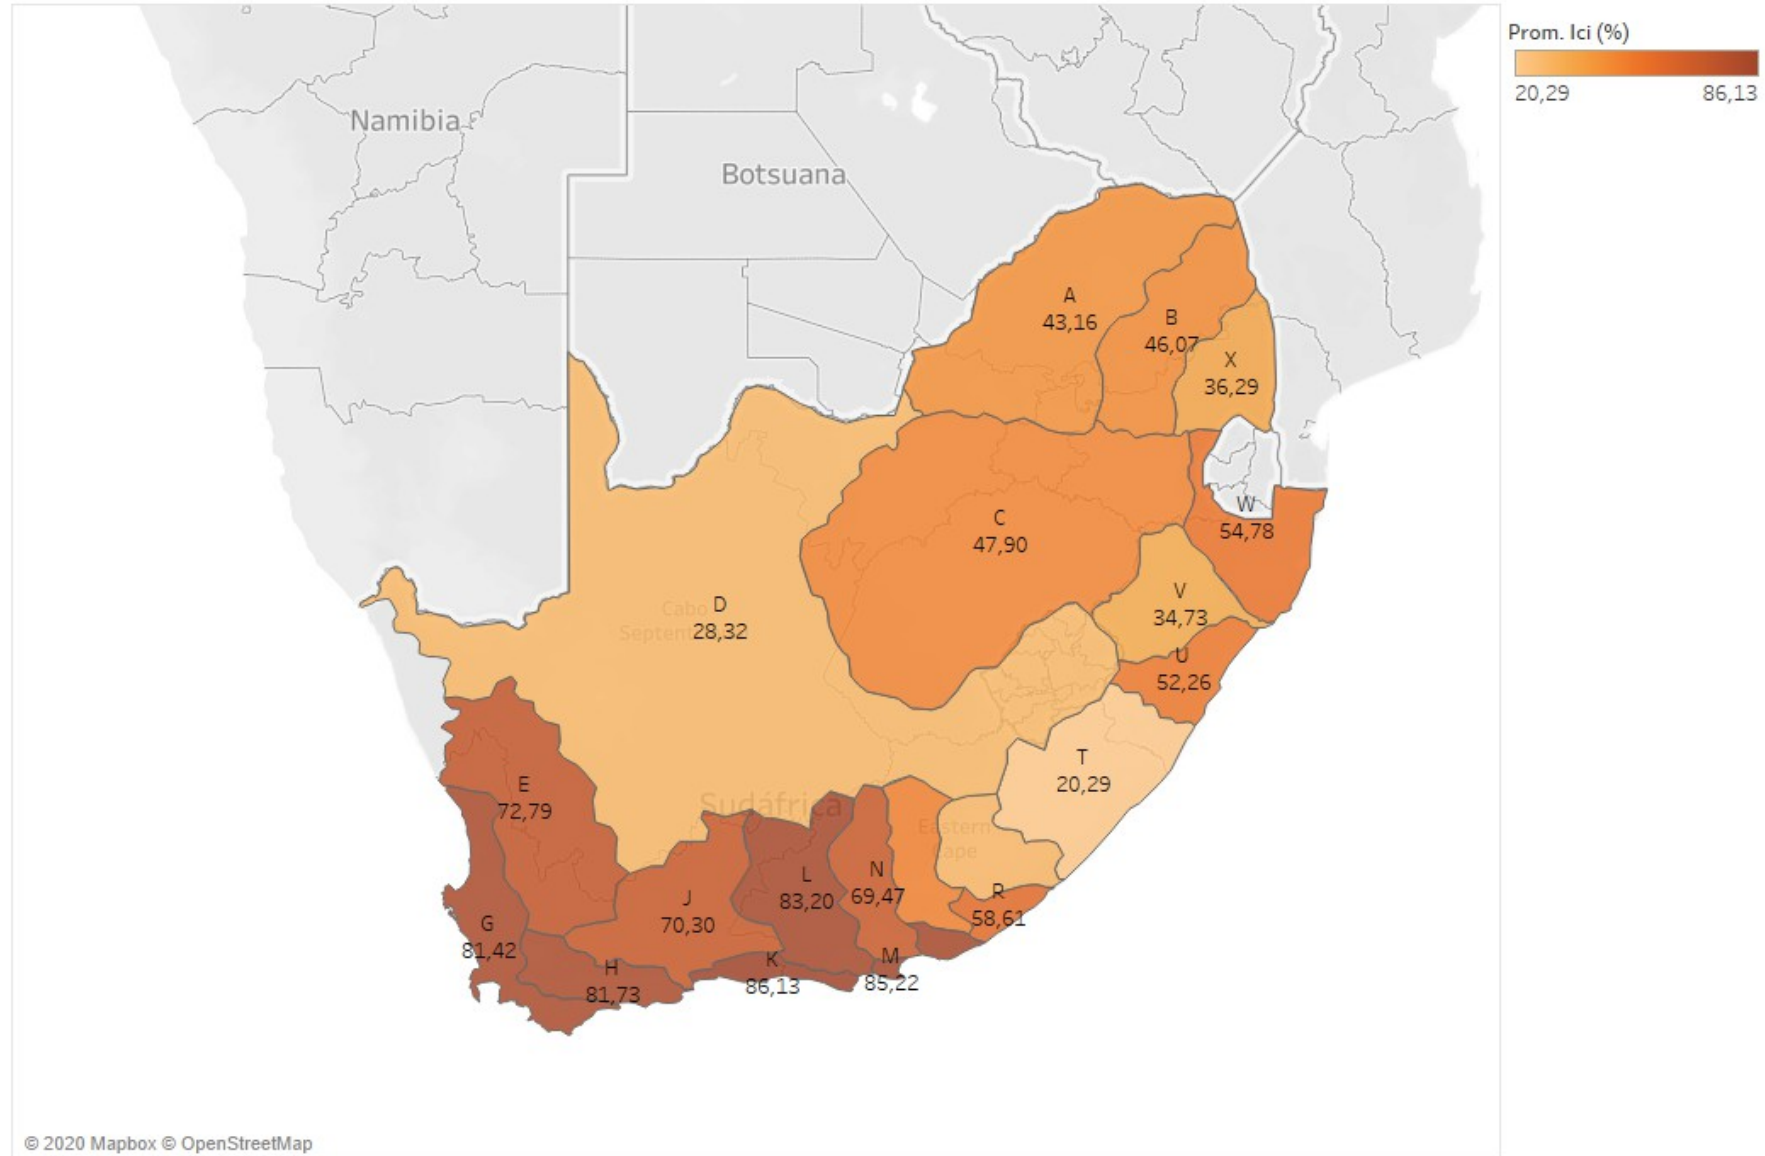 Prom. Ici (%)
20,29 86,13
Namibia
Botsuana
A
43,16
B
46,07
X
36,29
W
54,78
C
47,90
V
34,73
D
28,32
Cabo
Septent
U
52,26
T
20,29
E
72,79
Sudáfrica
Eastern
Cape
L
83,20
N
69,47
J
70,30
R
58,61
G
81,42
H
81,73
K
86,13
M
85,22
© 2020 Mapbox © OpenStreetMap